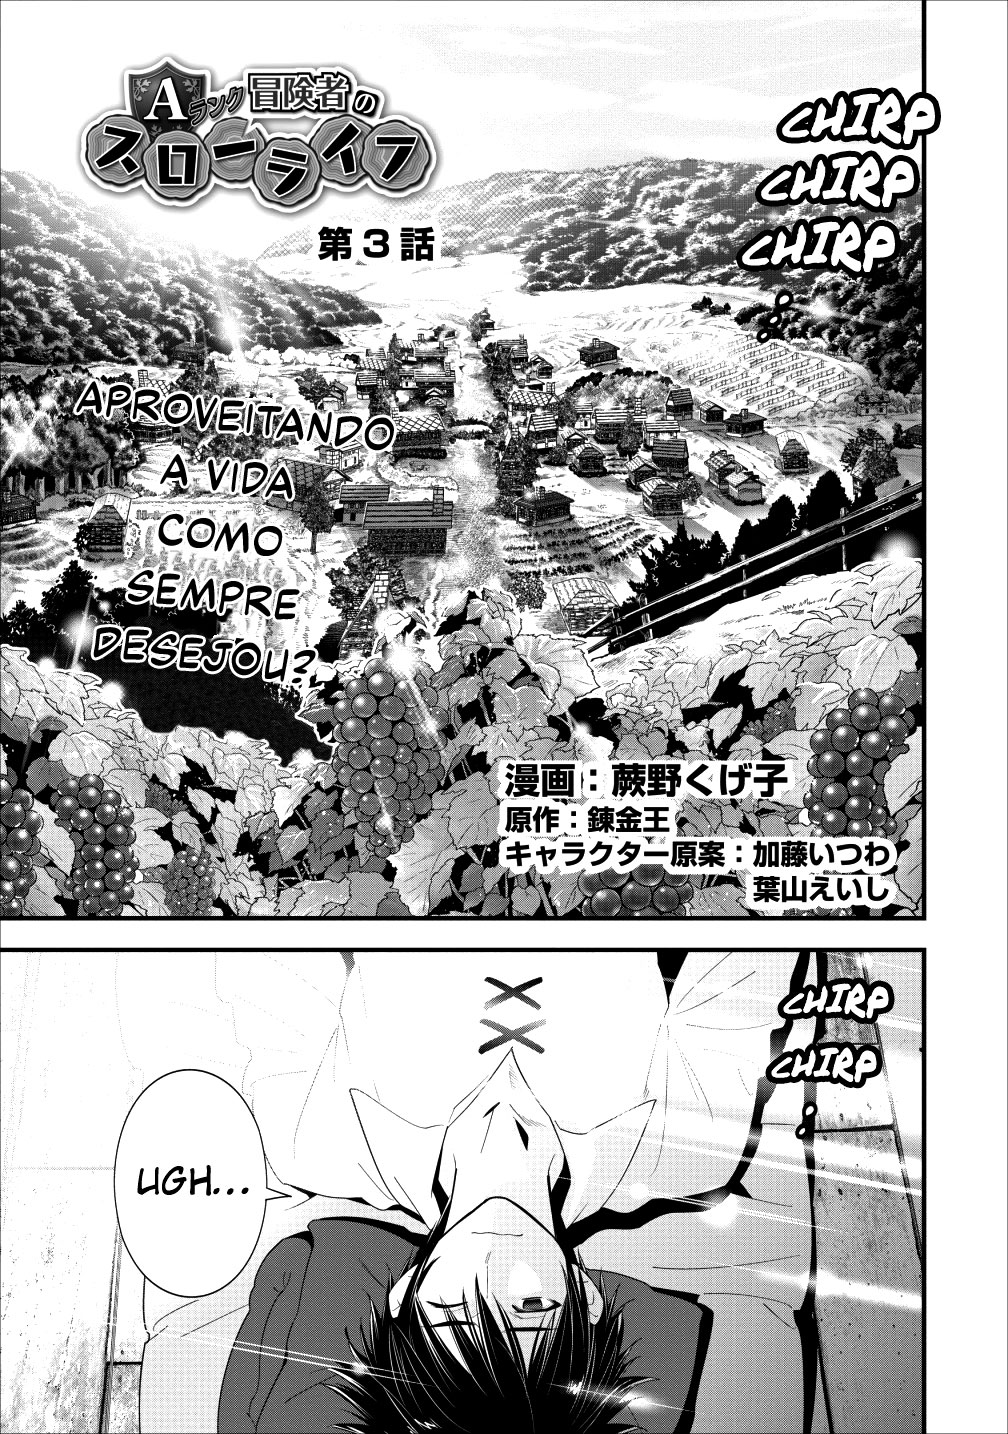 Aランク冒険者の
スローライフ
第3話
CHIRP
CHIRP
CHIRP
APROVEITANDO
A VIDA
COMO
SEMPRE
DESEJOU?
漫画：蕨野くげ子
原作：錬金王
キャラクター原案：加藤いつわ
葉山えいし
CHIRP
CHIRP
UGH...